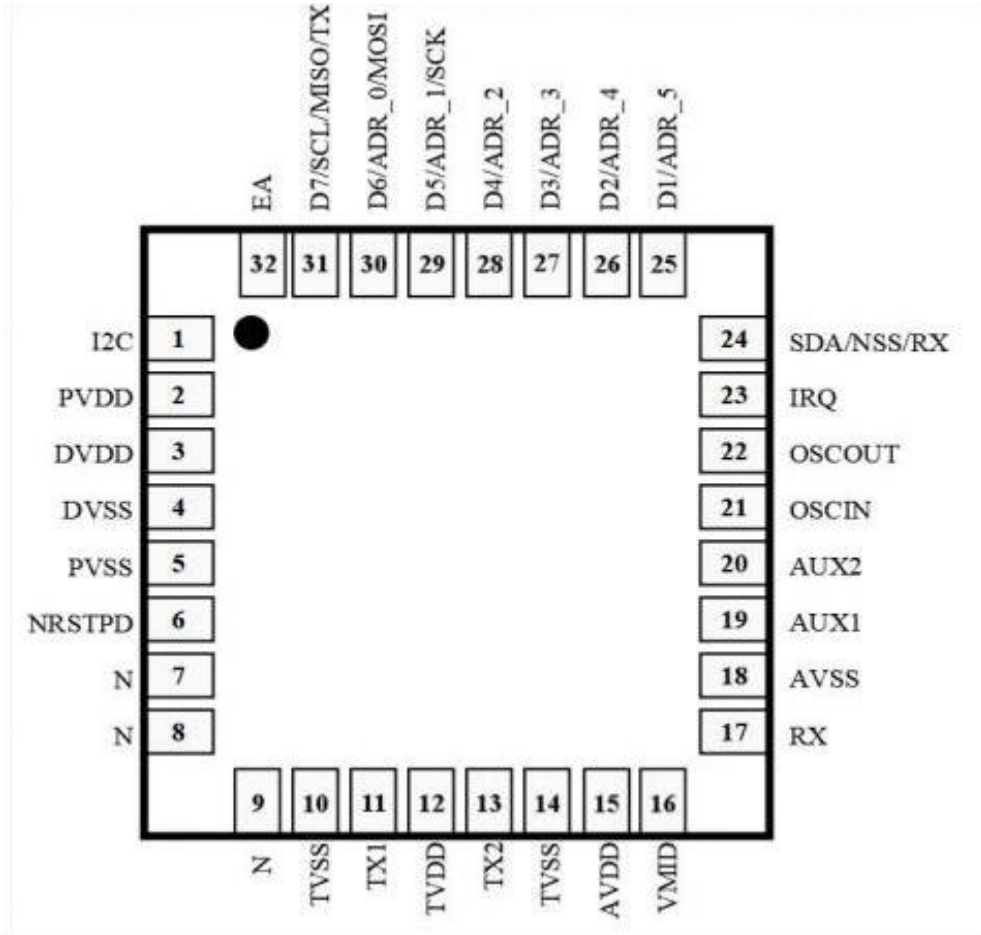 EA
D7/SCL/MISO/TX
D6/ADR_0/MOSI
D5/ADR_1/SCK
D4/ADR_2
D3/ADR_3
D2/ADR_4
D1/ADR_5
32 31 30 29 28 27 26 25
I2C 1 24 SDA/NSS/RX
PVDD 2 23 IRQ
DVDD 3 22 OSCOUT
DVSS 4 21 OSCIN
PVSS 5 20 AUX2
NRSTPD 6 19 AUX1
N 7 18 AVSS
N 8 17 RX
9 10 11 12 13 14 15 16
N
TVSS
TX1
TVDD
TX2
TVSS
AVDD
VMID